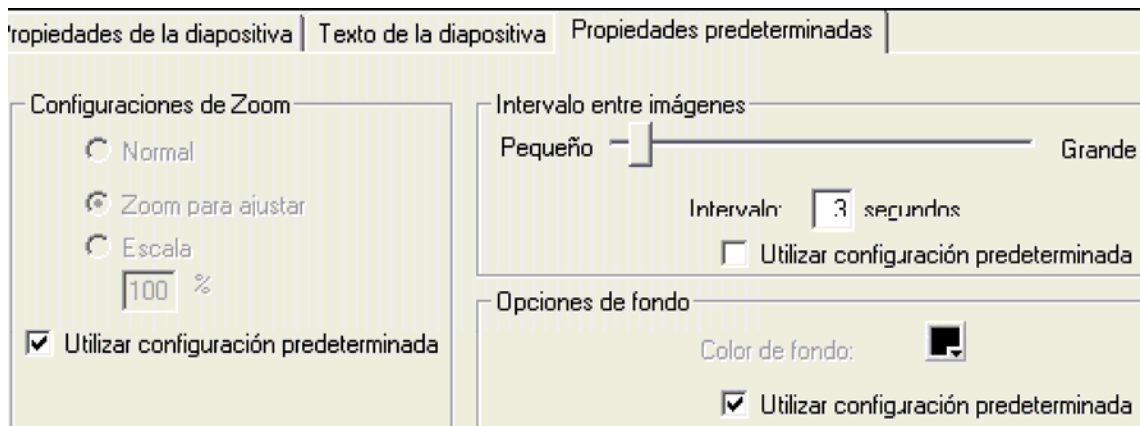 ropiedades de la diapositiva
Texto de la diapositiva
Propiedades predeterminadas
Configuraciones de Zoom
Normal
Zoom para ajustar
Escala
100 %
Utilizar configuración predeterminada
Intervalo entre imágenes
Pequeño
Grande
Intervalo: 3 segundos
Utilizar configuración predeterminada
Opciones de fondo
Color de fondo:
Utilizar configuración predeterminada